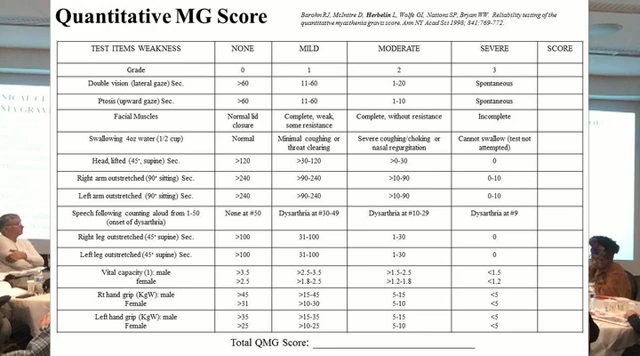 Quantitative MG Score
Barohn RJ, McIntire D, Herbelin L, Wolfe GI, Nations SP, Bryan WW. Reliability testing of the
quantitative myasthenia gravis score. Ann NY Acad Sci 1998; 841:769-772.
TEST ITEMS WEAKNESS NONE MILD MODERATE SEVERE SCORE
Grade 0 1 2 3
Double vision (lateral gaze) Sec. >60 11-60 1-20 Spontaneous
Ptosis (upward gaze) Sec. >60 11-60 1-10 Spontaneous
Facial Muscles Normal lid closure Complete, weak, some resistance Complete, without resistance Incomplete
Swallowing 4oz water (1/2 cup) Normal Minimal coughing or throat clearing Severe coughing/choking or nasal regurgitation Cannot swallow (test not attempted)
Head, lifted (45°, supine) Sec. >120 >30-120 >0-30 0
Right arm outstretched (90° sitting) Sec. >240 >90-240 >10-90 0-10
Left arm outstretched (90° sitting) Sec. >240 >90-240 >10-90 0-10
Speech following counting aloud from 1-50 (onset of dysarthria) None at #50 Dysarthria at #30-49 Dysarthria at #10-29 Dysarthria at #9
Right leg outstretched (45° supine) Sec. >100 31-100 1-30 0
Left leg outstretched (45° supine) Sec. >100 31-100 1-30 0
Vital capacity (1): male >3.5 >2.5-3.5 >1.5-2.5 <1.5
female >2.5 >1.8-2.5 >1.2-1.8 <1.2
Rt hand grip (KgW): male >45 >15-45 5-15 <5
Female >31 >10-30 5-10 <5
Left hand grip (KgW): male >35 >15-35 5-15 <5
Female >25 >10-25 5-10 <5
Total QMG Score: